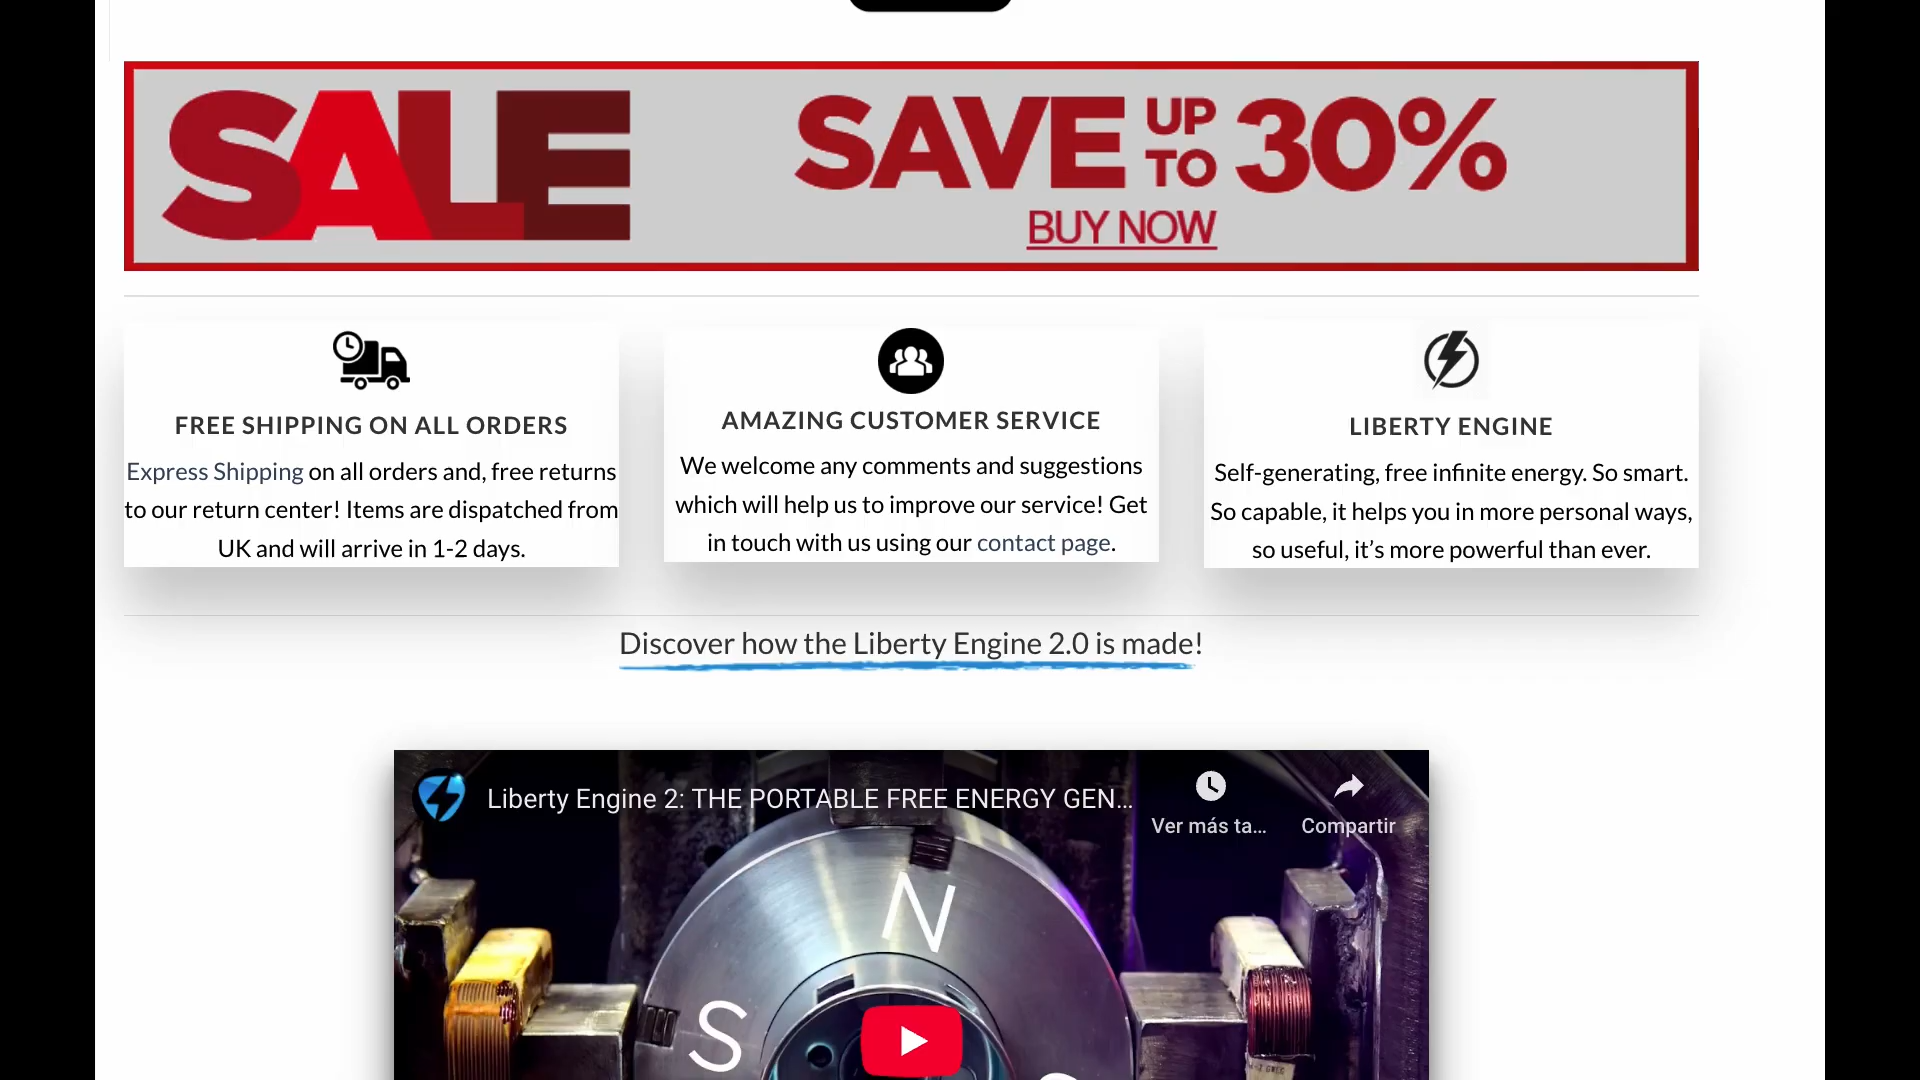 SALE
SAVE UP TO 30%
BUY NOW
FREE SHIPPING ON ALL ORDERS
Express Shipping on all orders and, free returns
to our return center! Items are dispatched from
UK and will arrive in 1-2 days.
AMAZING CUSTOMER SERVICE
We welcome any comments and suggestions
which will help us to improve our service! Get
in touch with us using our contact page.
LIBERTY ENGINE
Self-generating, free infinite energy. So smart.
So capable, it helps you in more personal ways,
so useful, it’s more powerful than ever.
Discover how the Liberty Engine 2.0 is made!
Liberty Engine 2: THE PORTABLE FREE ENERGY GEN...
Ver más ta...
Compartir
N
S